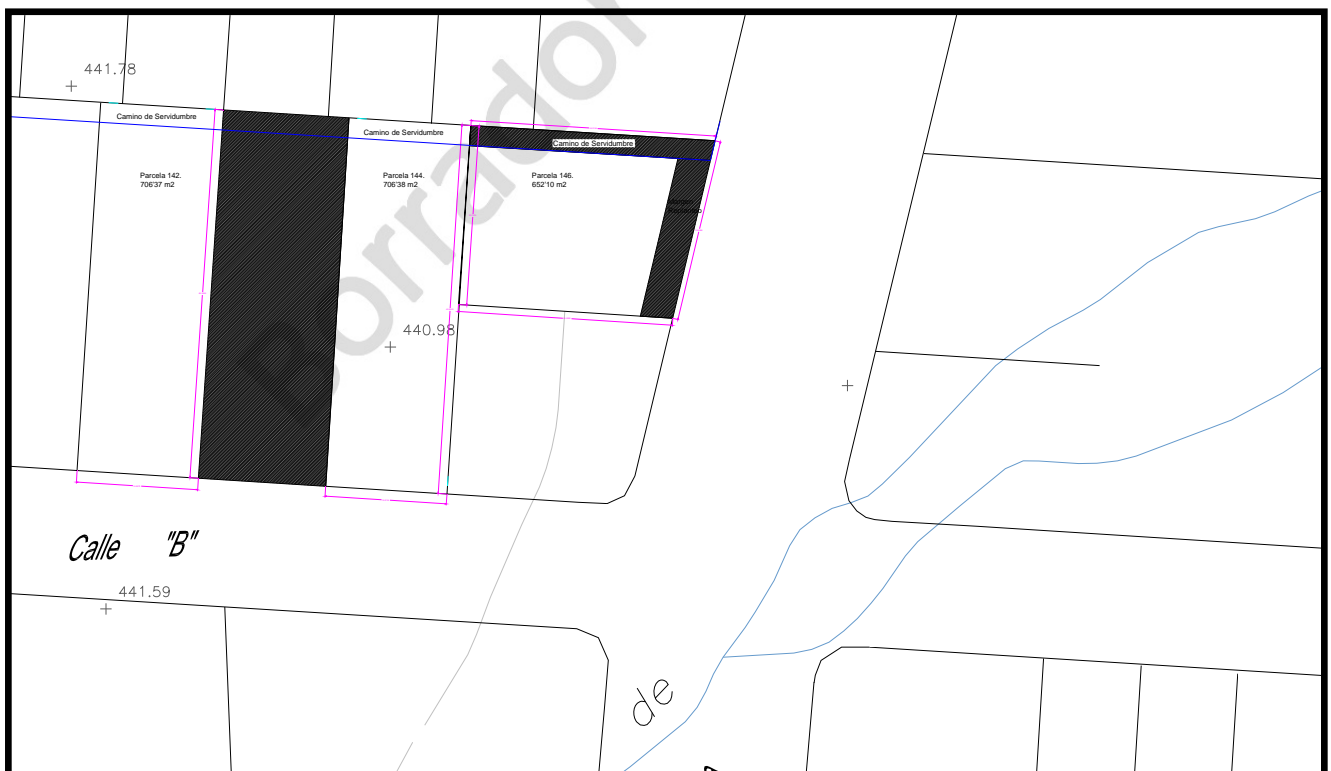 441.78
Camino de Servidumbre
Camino de Servidumbre
Camino de Servidumbre
Parcela 142.
706'37 m2
Parcela 144.
706'38 m2
Parcela 146.
652'10 m2
440.98
Borrador
Calle "B"
441.59
de